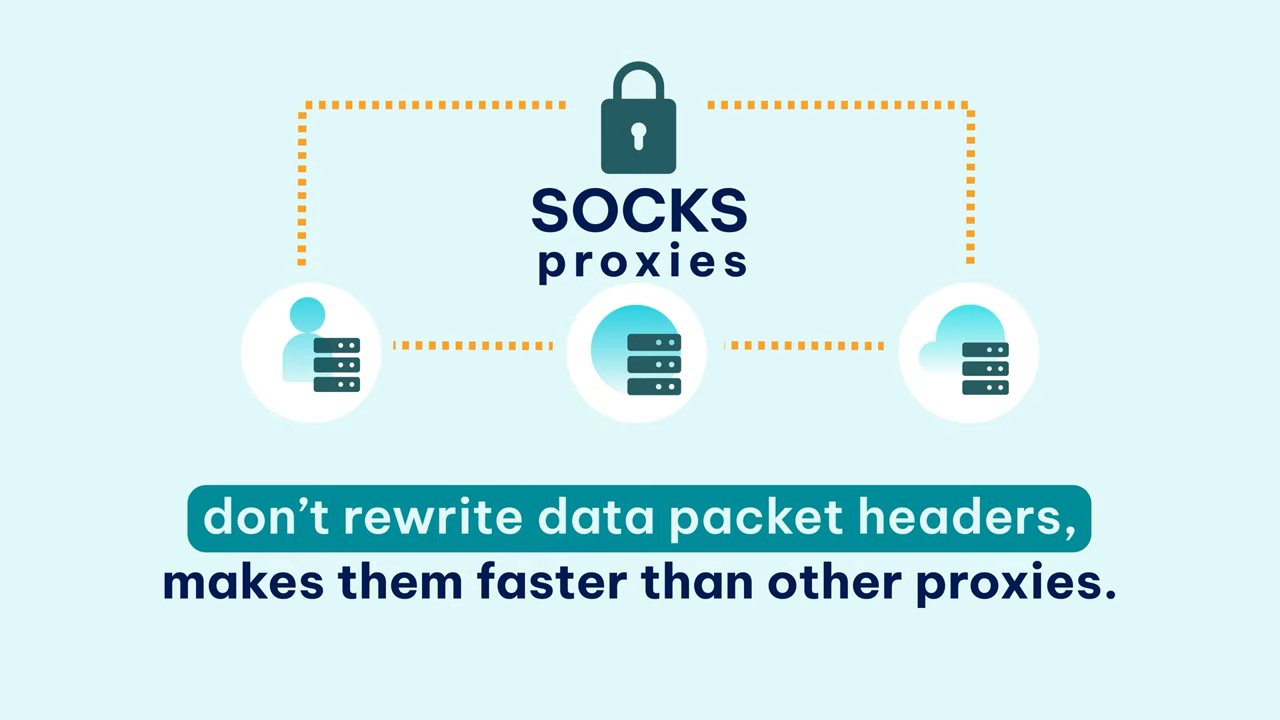 SOCKS
proxies
don’t rewrite data packet headers,
makes them faster than other proxies.